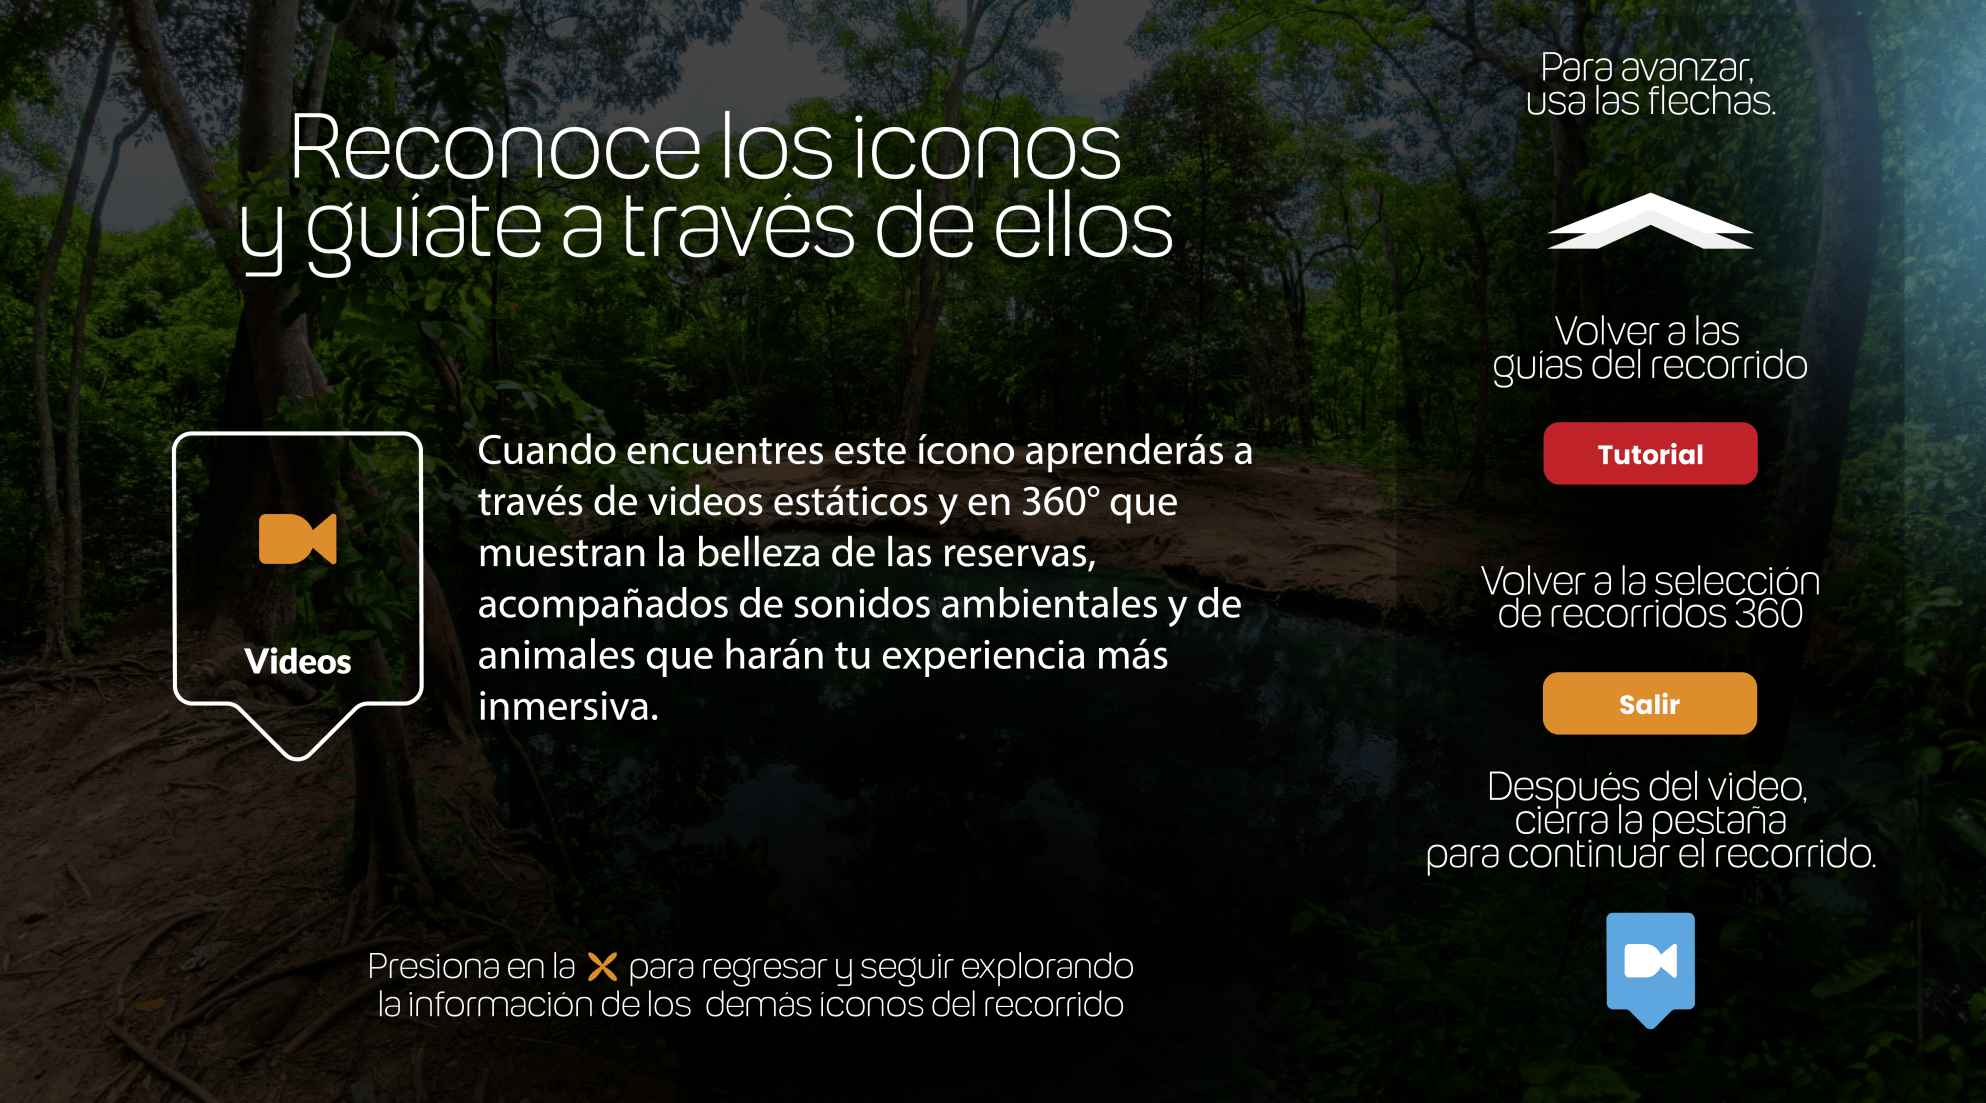 Reconoce los iconos
y guíate a través de ellos
Videos
Cuando encuentres este ícono aprenderás a
través de videos estáticos y en 360° que
muestran la belleza de las reservas,
acompañados de sonidos ambientales y de
animales que harán tu experiencia más
inmersiva.
Presiona en la para regresar y seguir explorando
la información de los demás íconos del recorrido
Para avanzar,
usa las flechas.
Volver a las
guías del recorrido
Tutorial
Volver a la selección
de recorridos 360
Salir
Después del video,
cierra la pestaña
para continuar el recorrido.